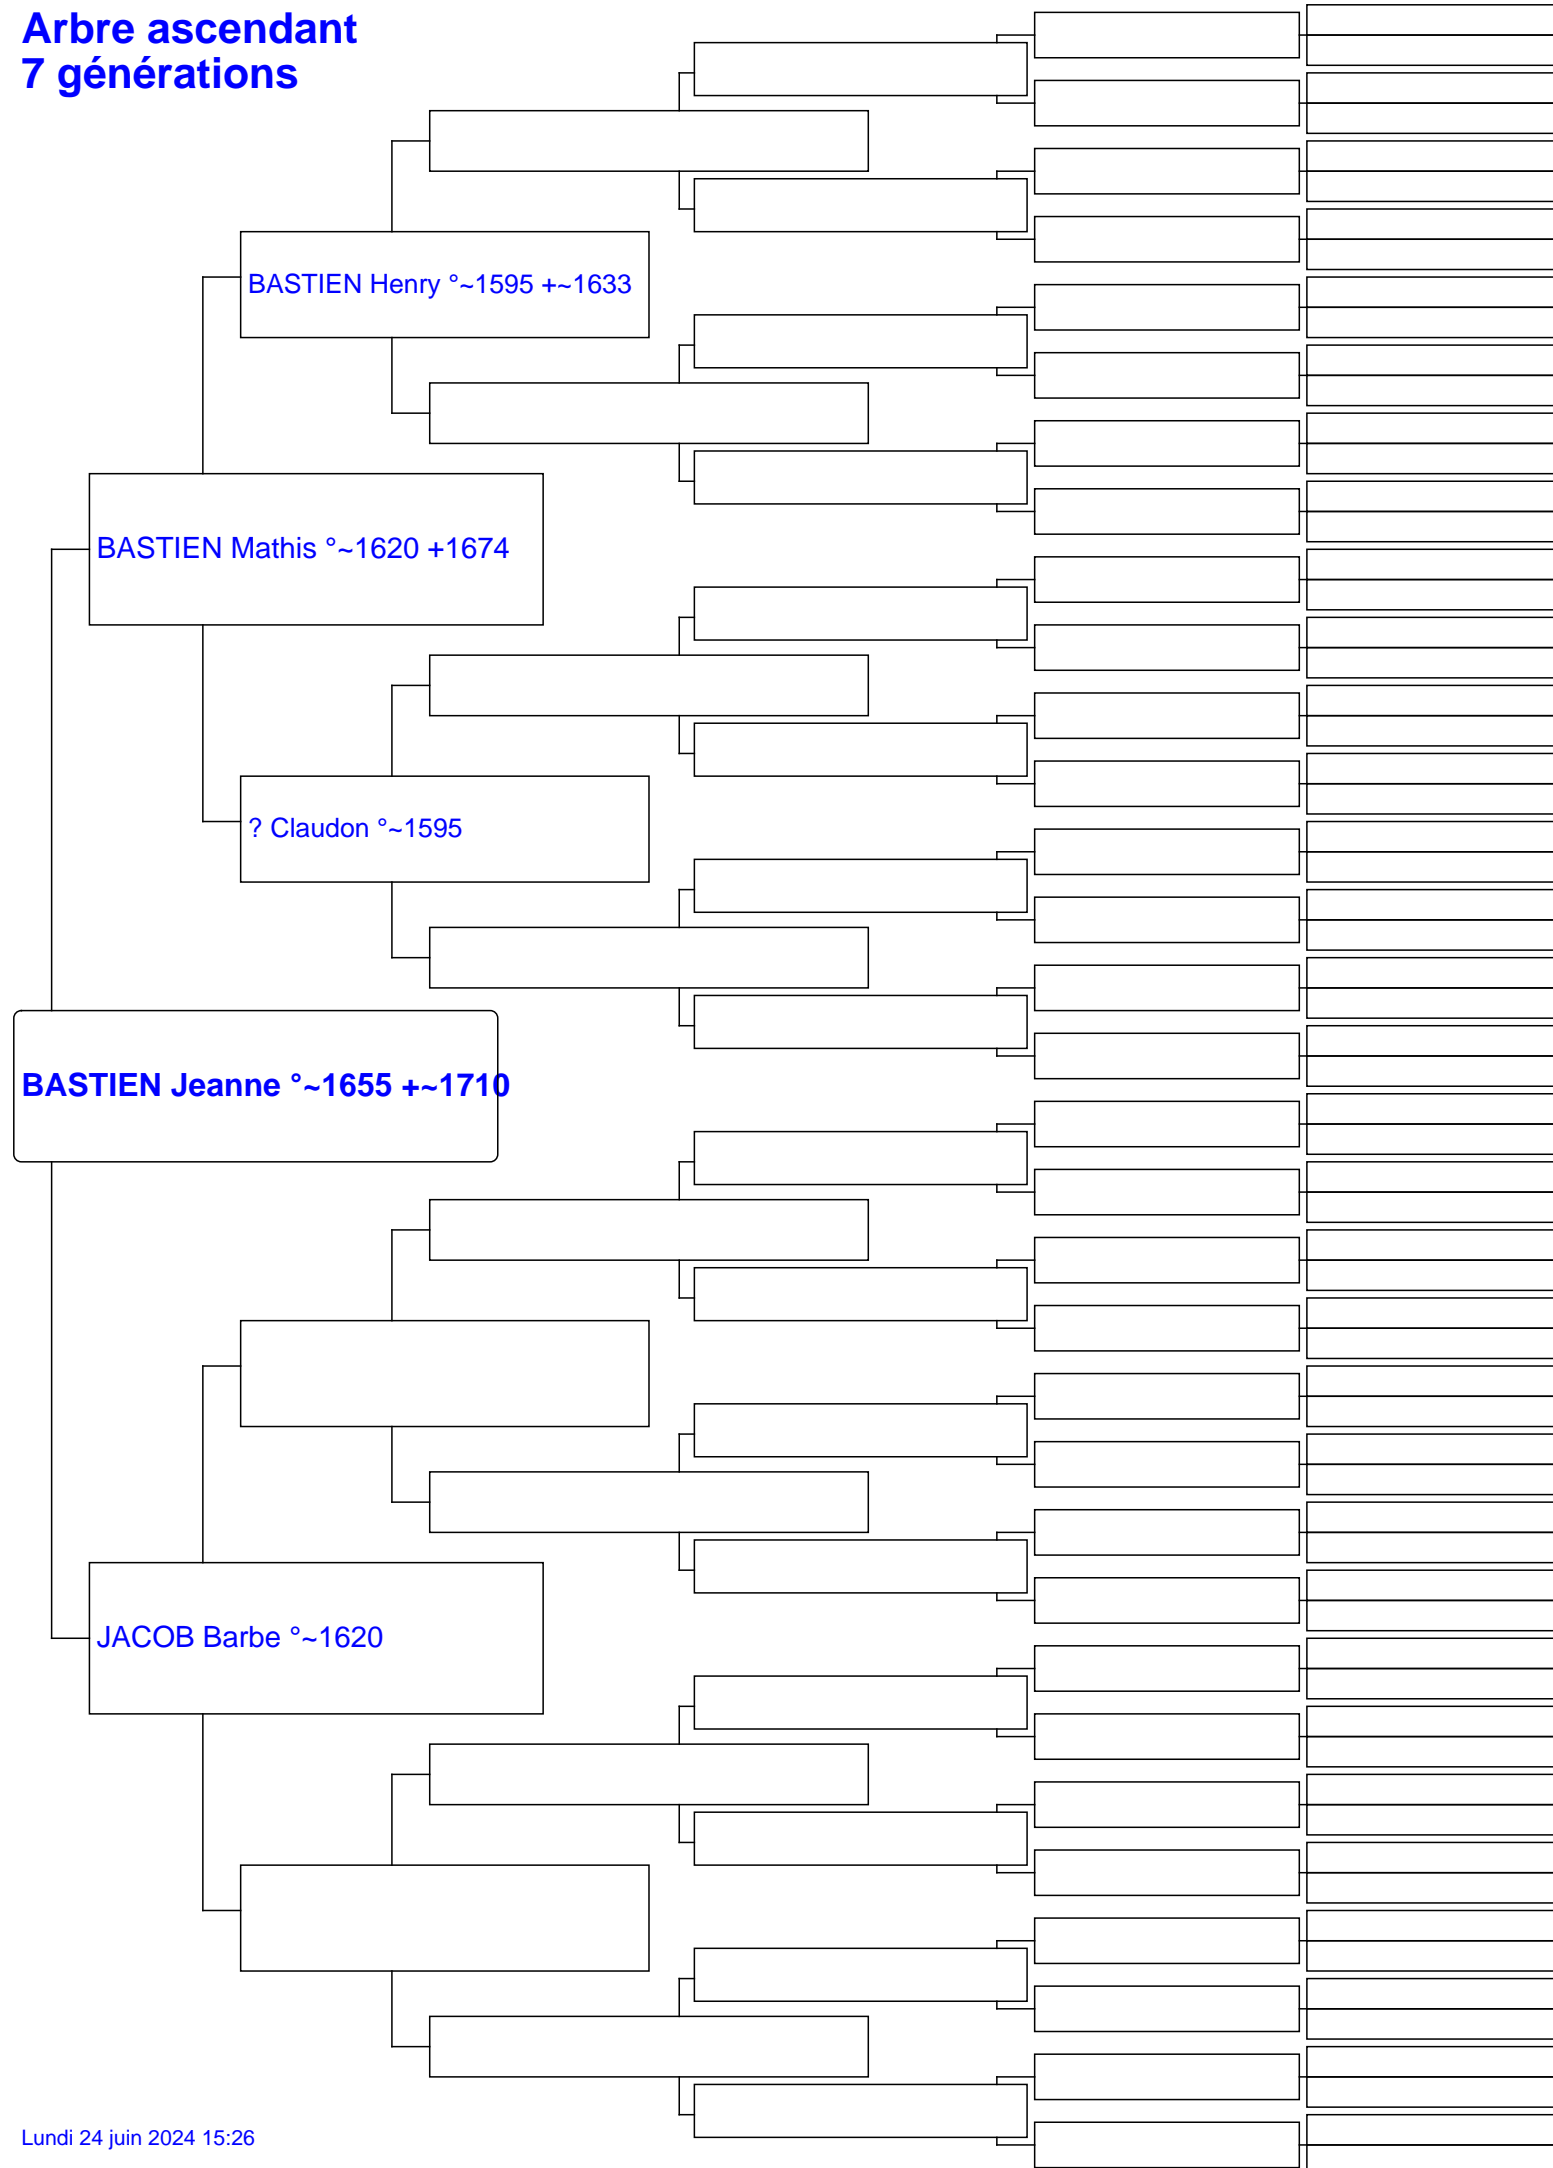 Arbre ascendant
7 générations
BASTIEN Henry °~1595 +~1633
BASTIEN Mathis °~1620 +1674
? Claudon °~1595
BASTIEN Jeanne °~1655 +~1710
JACOB Barbe °~1620
Lundi 24 juin 2024 15:26